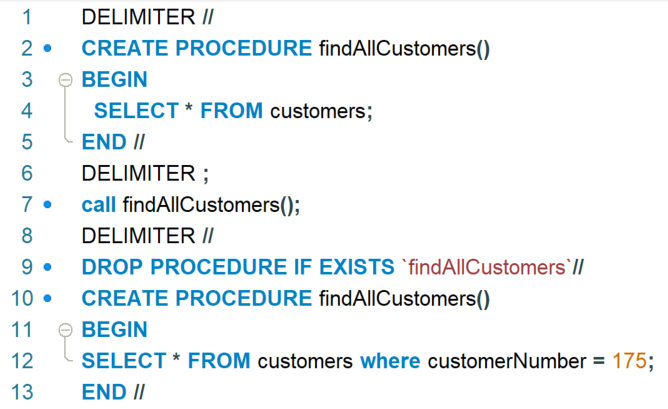 1 DELIMITER //
2 CREATE PROCEDURE findAllCustomers()
3 BEGIN
4 SELECT * FROM customers;
5 END //
6 DELIMITER ;
7 call findAllCustomers();
8 DELIMITER //
9 DROP PROCEDURE IF EXISTS `findAllCustomers`//
10 CREATE PROCEDURE findAllCustomers()
11 BEGIN
12 SELECT * FROM customers where customerNumber = 175;
13 END //